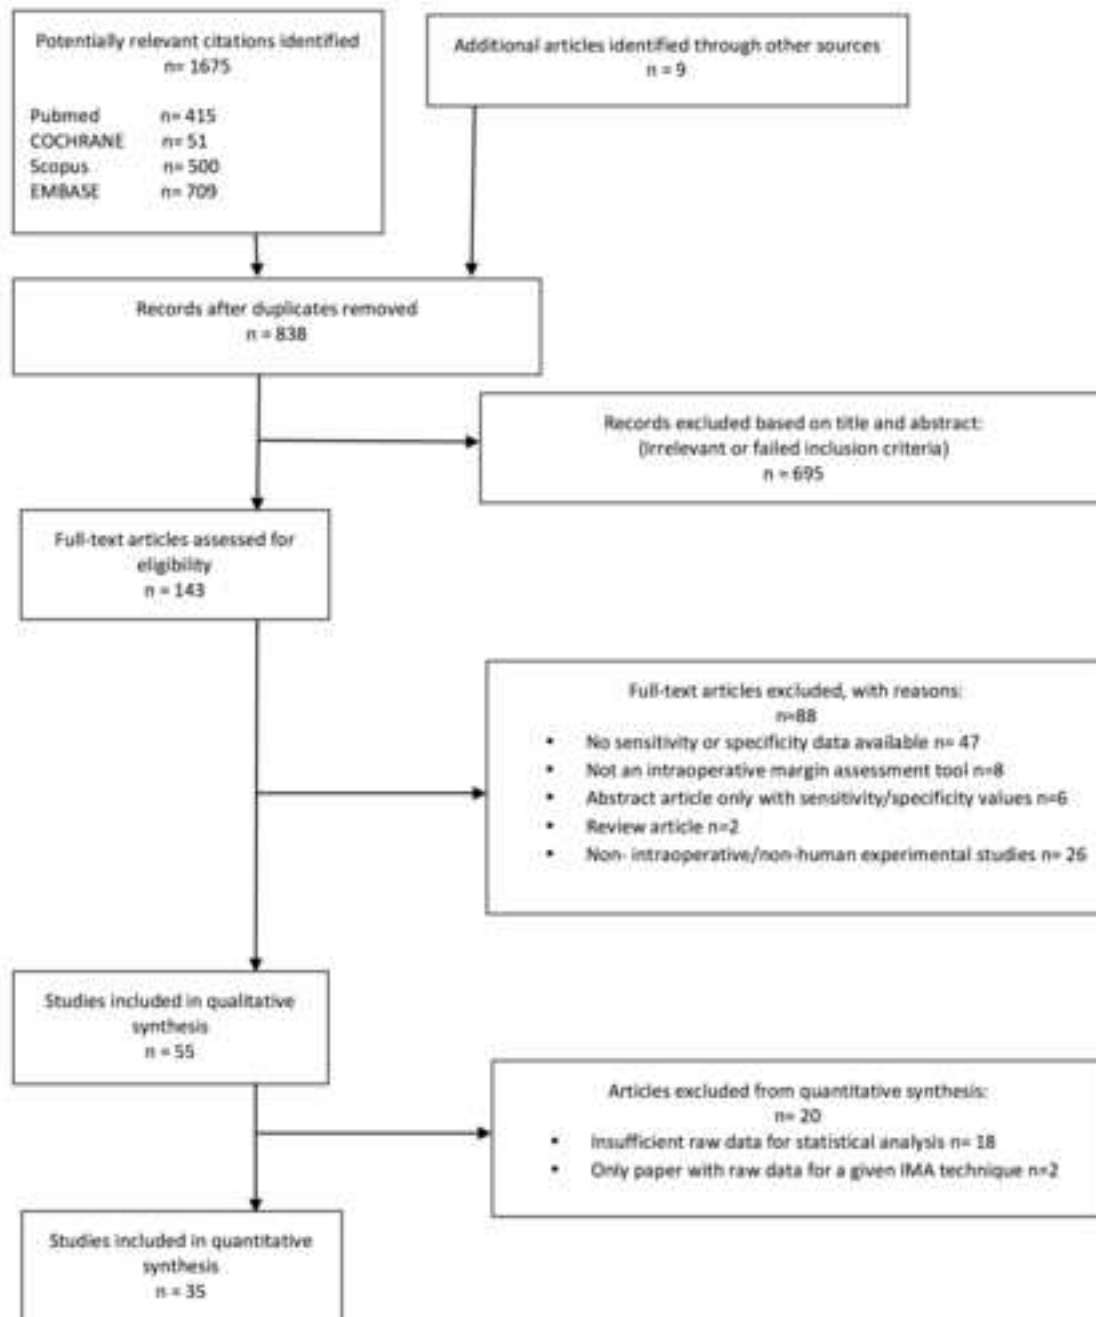 Potentially relevant citations identified
n= 1675
Pubmed n= 415
COCHRANE n= 51
Scopus n= 500
EMBASE n= 709
Additional articles identified through other sources
n = 9
Records after duplicates removed
n = 838
Records excluded based on title and abstract:
(Irrelevant or failed inclusion criteria)
n = 695
Full-text articles assessed for
eligibility
n = 143
Full-text articles excluded, with reasons:
n=88
• No sensitivity or specificity data available n= 47
• Not an intraoperative margin assessment tool n=8
• Abstract article only with sensitivity/specificity values n=6
• Review article n=2
• Non- intraoperative/non-human experimental studies n= 26
Studies included in qualitative
synthesis
n = 55
Articles excluded from quantitative synthesis:
n= 20
• Insufficient raw data for statistical analysis n= 18
• Only paper with raw data for a given IMA technique n=2
Studies included in quantitative
synthesis
n = 35